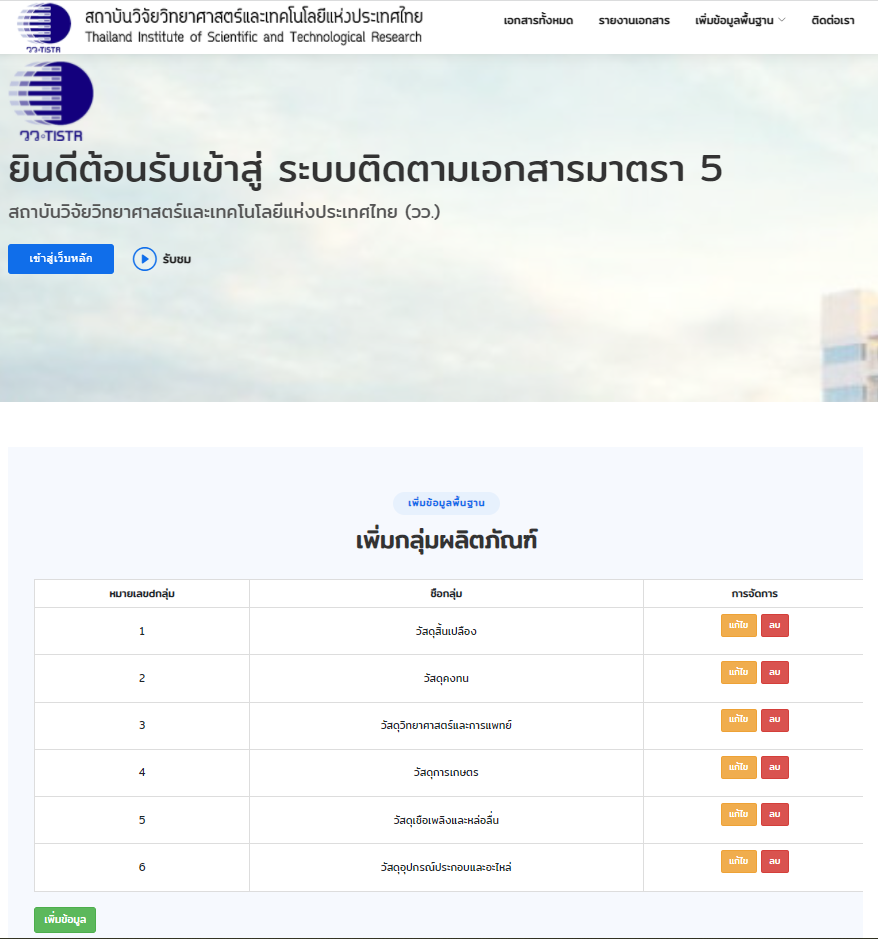 สถาบันวิจัยวิทยาศาสตร์และเทคโนโลยีแห่งประเทศไทย
Thailand Institute of Scientific and Technological Research
วว·TISTR
เอกสารทั้งหมด รายงานเอกสาร เพิ่มข้อมูลพื้นฐาน ติดต่อเรา
วว·TISTR
ยินดีต้อนรับเข้าสู่ ระบบติดตามเอกสารมาตรา 5
สถาบันวิจัยวิทยาศาสตร์และเทคโนโลยีแห่งประเทศไทย (วว.)
เข้าสู่เว็บหลัก รับชม
เพิ่มข้อมูลพื้นฐาน
เพิ่มกลุ่มผลิตภัณฑ์
หมายเลขdกลุ่ม ชื่อกลุ่ม การจัดการ
1 วัสดุสิ้นเปลือง แก้ไข ลบ
2 วัสดุคงทน แก้ไข ลบ
3 วัสดุวิทยาศาสตร์และการแพทย์ แก้ไข ลบ
4 วัสดุการเกษตร แก้ไข ลบ
5 วัสดุเชื้อเพลิงและหล่อลื่น แก้ไข ลบ
6 วัสดุอุปกรณ์ประกอบและอะไหล่ แก้ไข ลบ
เพิ่มข้อมูล